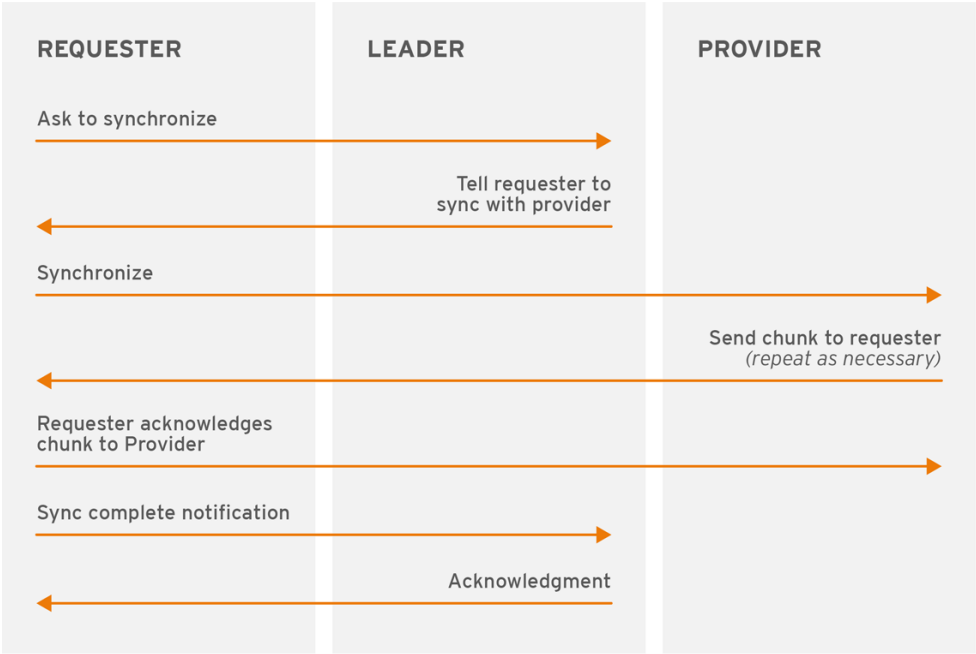 REQUESTER
LEADER
PROVIDER
Ask to synchronize
Tell requester to
sync with provider
Synchronize
Send chunk to requester
(repeat as necessary)
Requester acknowledges
chunk to Provider
Sync complete notification
Acknowledgment